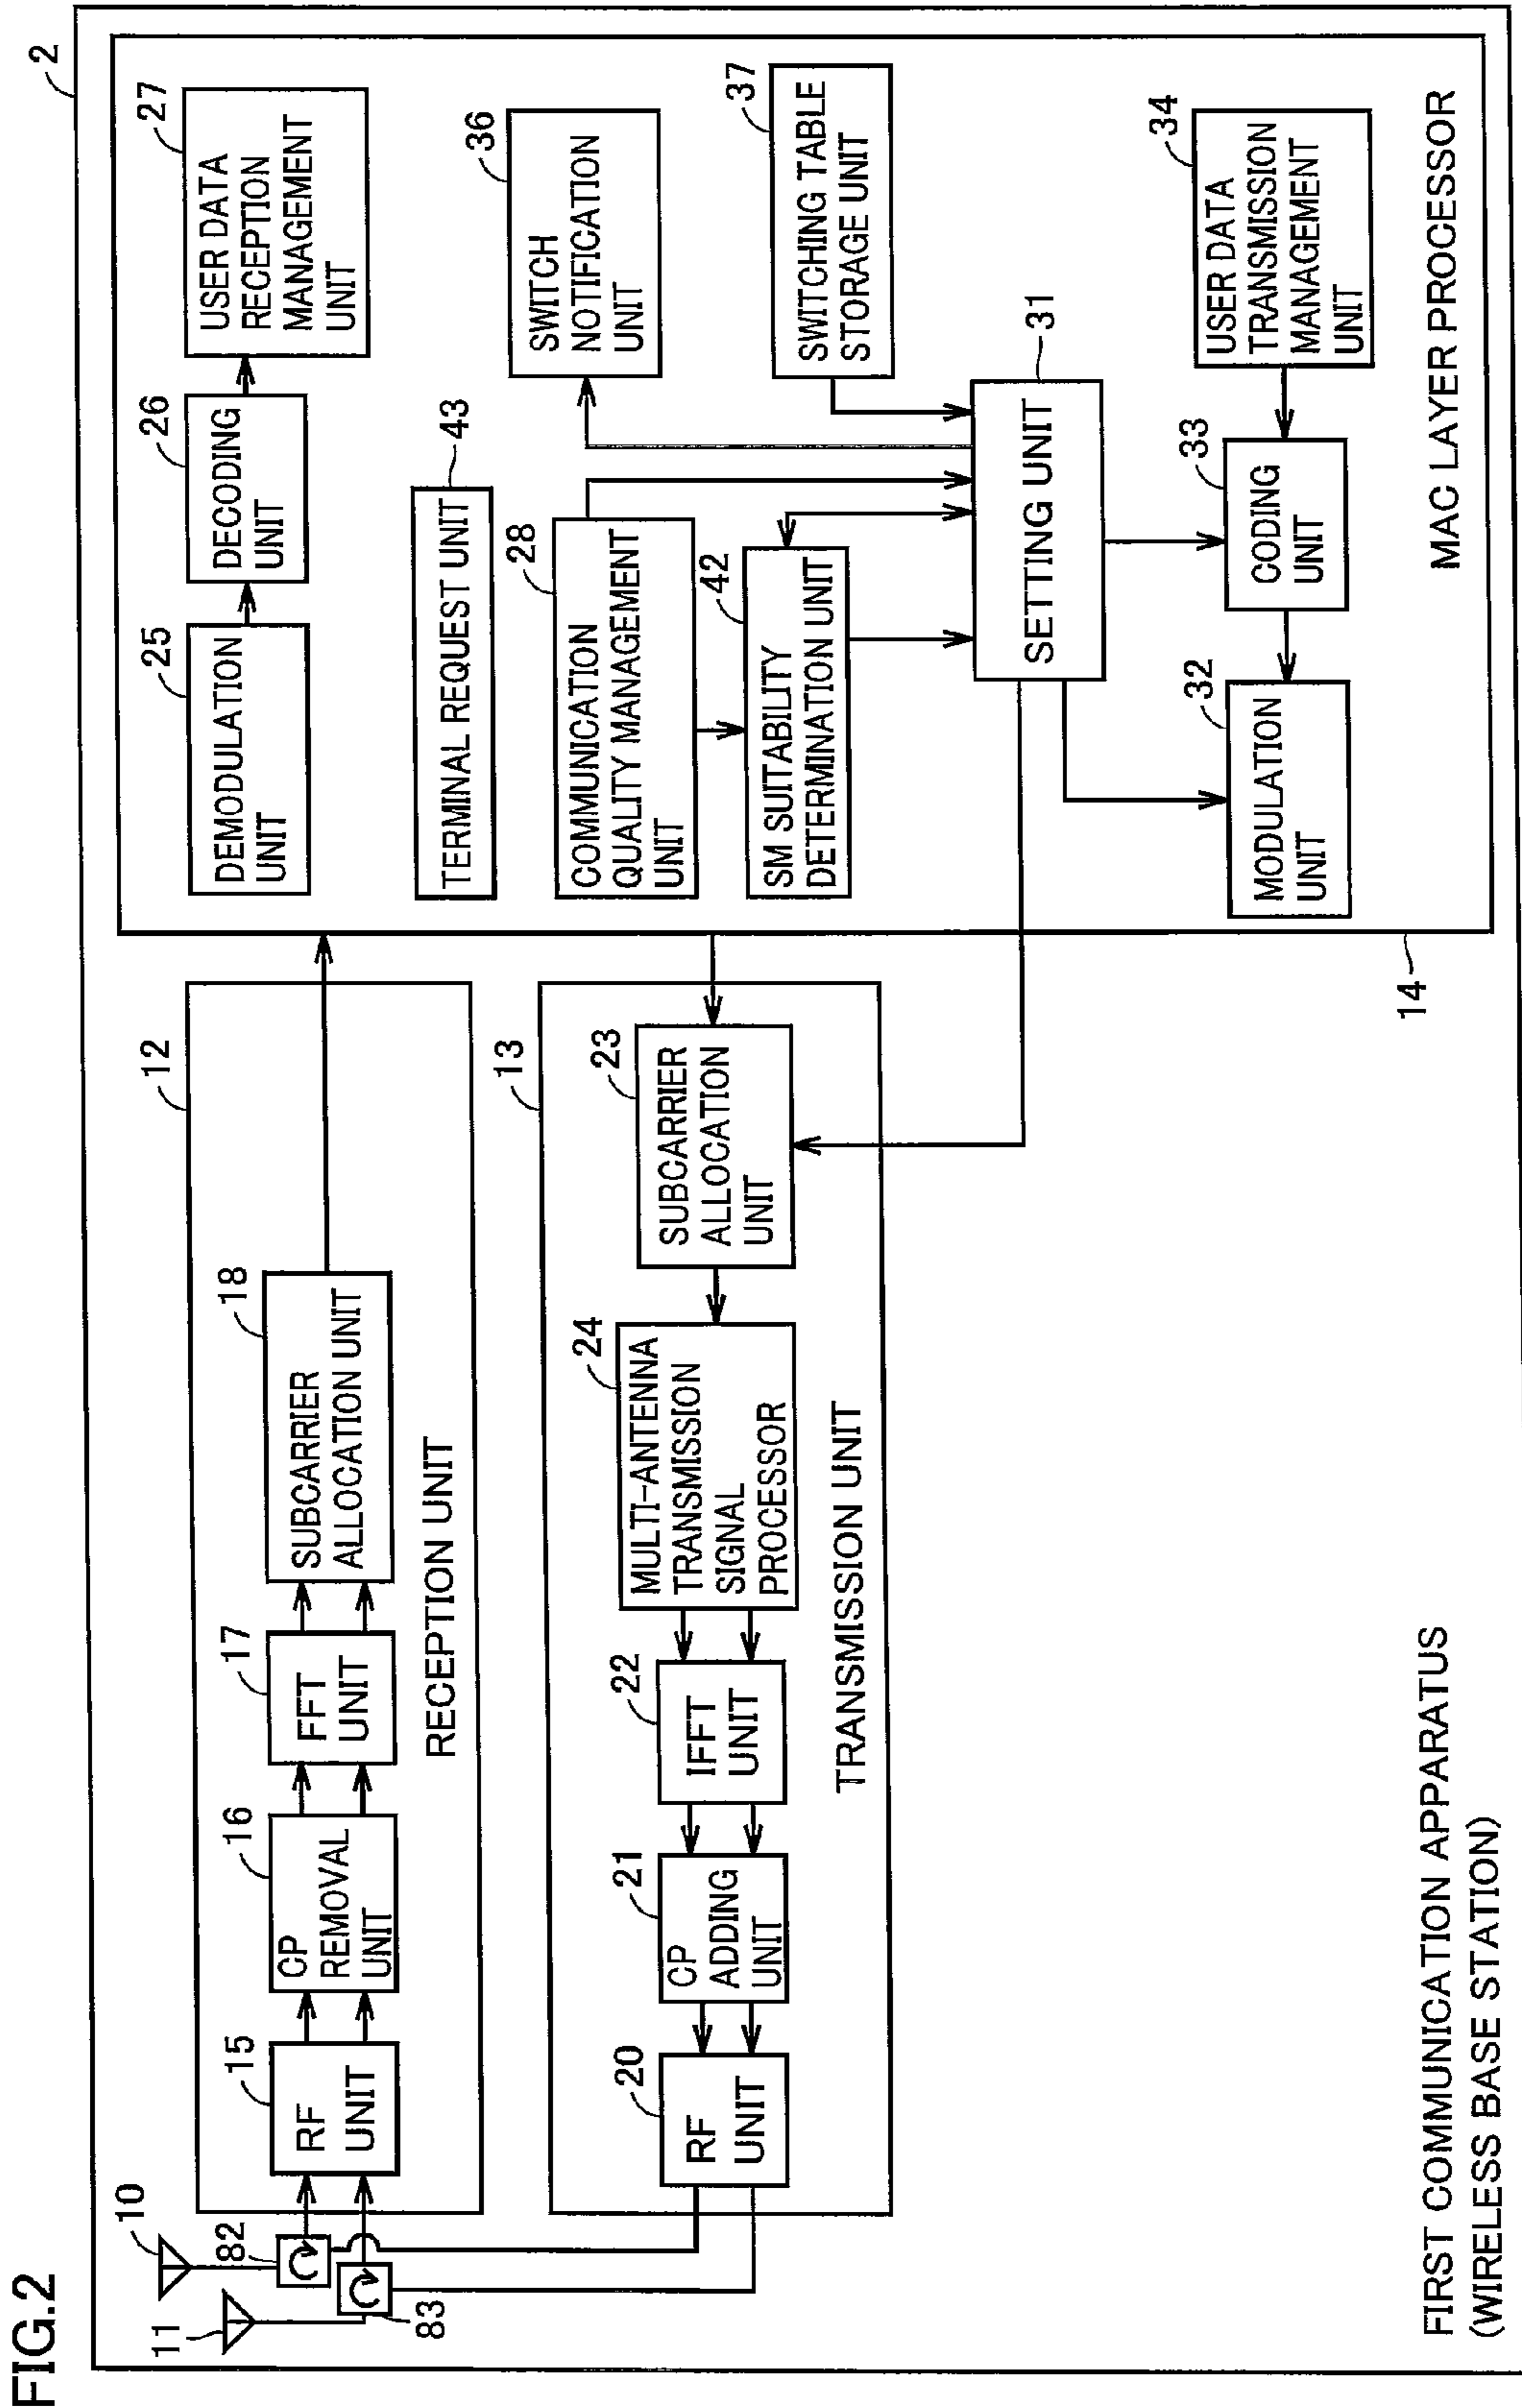 FIG.2
2
10
11
82
83
12
15
RF
UNIT
16
CP
REMOVAL
UNIT
17
FFT
UNIT
18
SUBCARRIER
ALLOCATION UNIT
RECEPTION UNIT
13
20
RF
UNIT
21
CP
ADDING
UNIT
22
IFFT
UNIT
24
MULTI-ANTENNA
TRANSMISSION
SIGNAL
PROCESSOR
23
SUBCARRIER
ALLOCATION
UNIT
TRANSMISSION UNIT
14
25
DEMODULATION
UNIT
26
DECODING
UNIT
27
USER DATA
RECEPTION
MANAGEMENT
UNIT
43
TERMINAL REQUEST UNIT
36
SWITCH
NOTIFICATION
UNIT
28
COMMUNICATION
QUALITY MANAGEMENT
UNIT
42
SM SUITABILITY
DETERMINATION UNIT
37
SWITCHING TABLE
STORAGE UNIT
31
SETTING UNIT
32
MODULATION
UNIT
33
CODING
UNIT
34
USER DATA
TRANSMISSION
MANAGEMENT
UNIT
MAC LAYER PROCESSOR
FIRST COMMUNICATION APPARATUS
(WIRELESS BASE STATION)